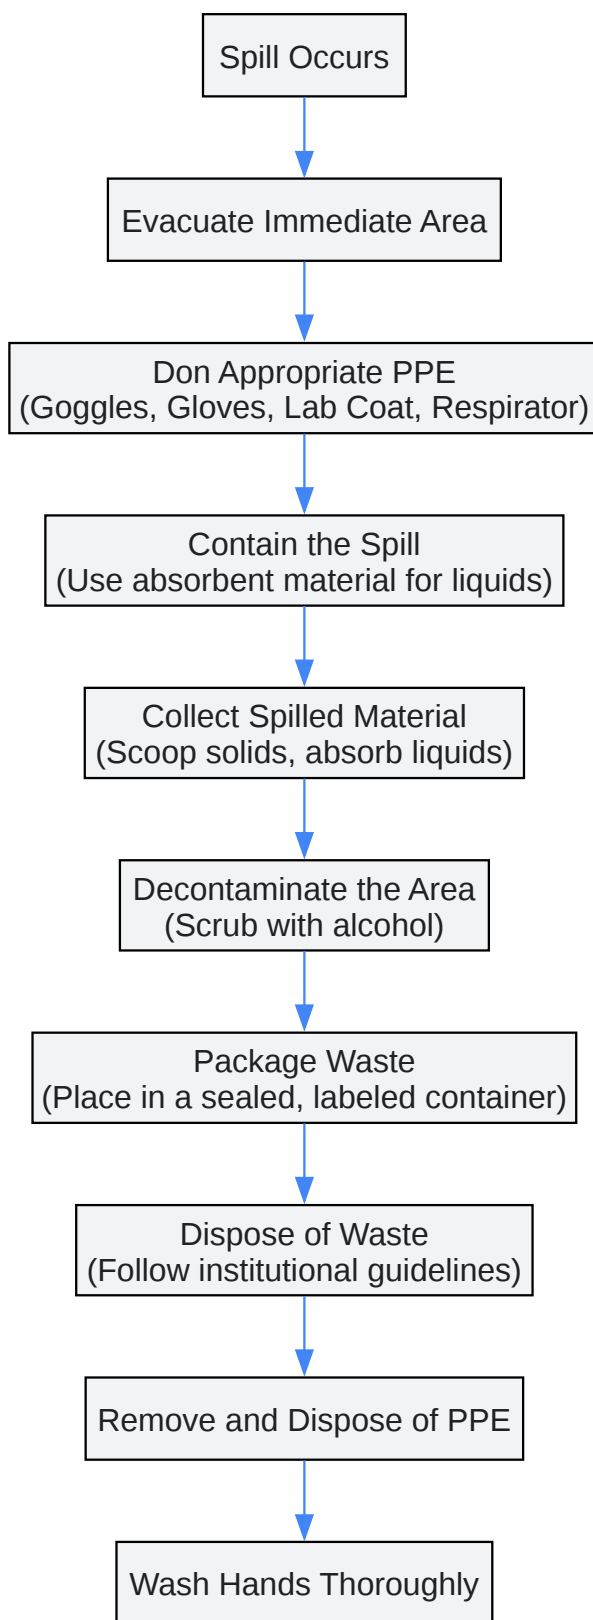 Spill Occurs
Evacuate Immediate Area
Don Appropriate PPE
(Goggles, Gloves, Lab Coat, Respirator)
Contain the Spill
(Use absorbent material for liquids)
Collect Spilled Material
(Scoop solids, absorb liquids)
Decontaminate the Area
(Scrub with alcohol)
Package Waste
(Place in a sealed, labeled container)
Dispose of Waste
(Follow institutional guidelines)
Remove and Dispose of PPE
Wash Hands Thoroughly